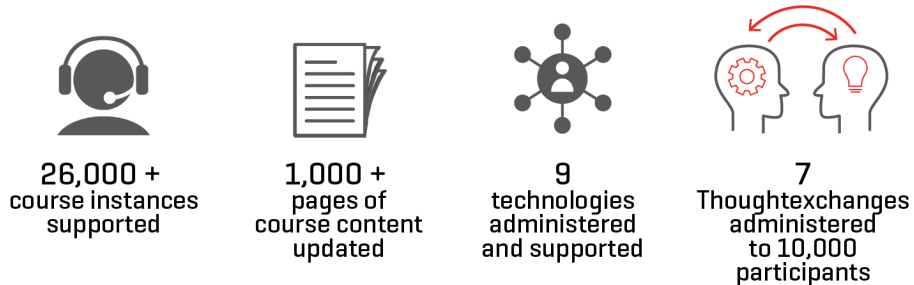 26,000 +
course instances
supported
1,000 +
pages of
course content
updated
9
technologies
administered
and supported
7
Thoughtexchanges
administered
to 10,000
participants